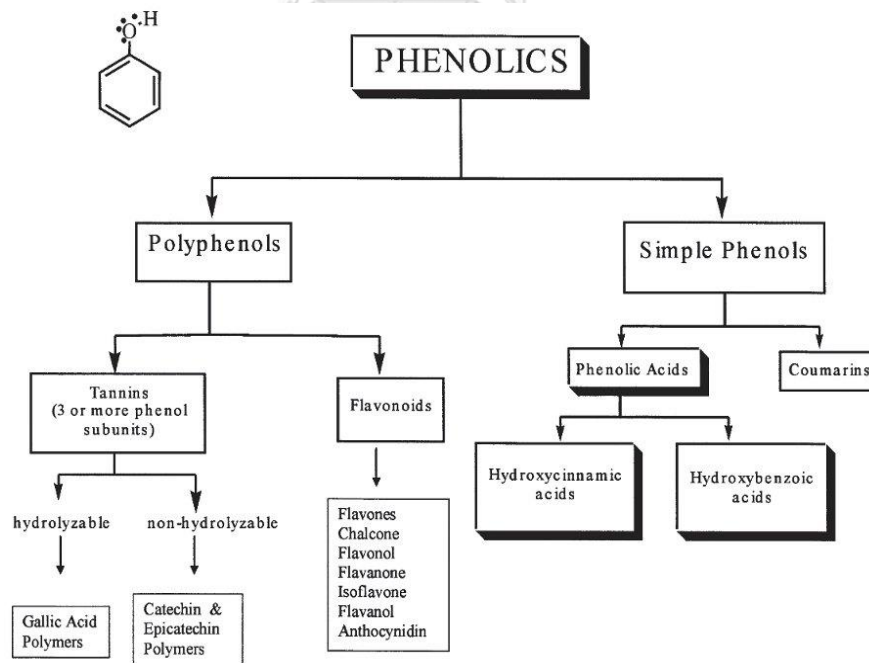 H
O
PHENOLICS
Polyphenols
Simple Phenols
Tannins
(3 or more phenol
subunits)
Flavonoids
Phenolic Acids
Coumarins
hydrolyzable
non-hydrolyzable
Flavones
Chalcone
Flavonol
Flavanone
Isoflavone
Flavanol
Anthocynidin
Hydroxycinnamic
acids
Hydroxybenzoic
acids
Gallic Acid
Polymers
Catechin &
Epicatechin
Polymers